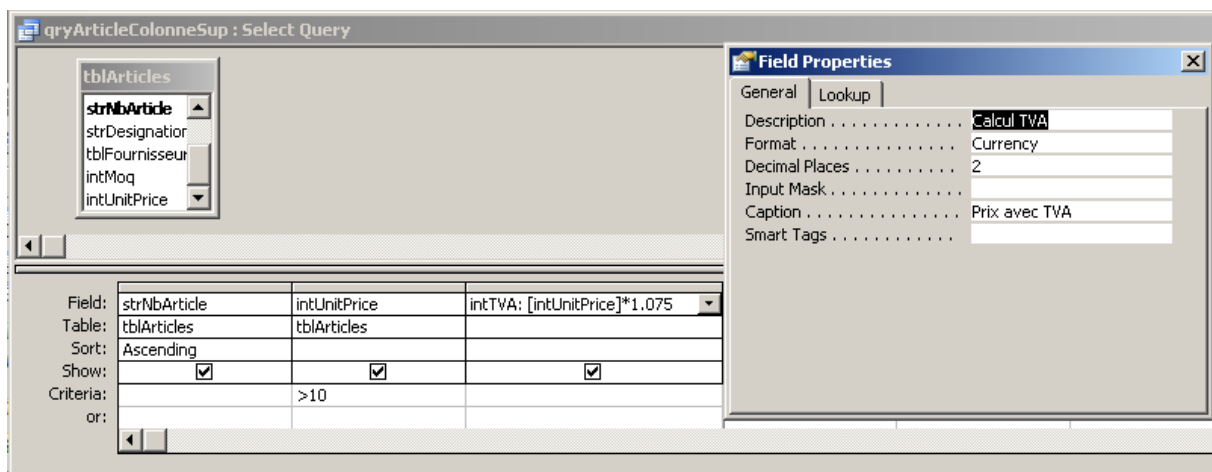 qryArticleColonneSup : Select Query
tblArticles
strNbArticle
strDesignation
tblFournisseur
intMoq
intUnitPrice
Field Properties
General Lookup
Description . . . . . . . . . . . . . Calcul TVA
Format . . . . . . . . . . . . . . . Currency
Decimal Places . . . . . . . . . . 2
Input Mask . . . . . . . . . . . . .
Caption . . . . . . . . . . . . . . . Prix avec TVA
Smart Tags . . . . . . . . . . . .
Field: strNbArticle intUnitPrice intTVA: [intUnitPrice]*1.075
Table: tblArticles tblArticles
Sort: Ascending
Show:
Criteria: >10
or: